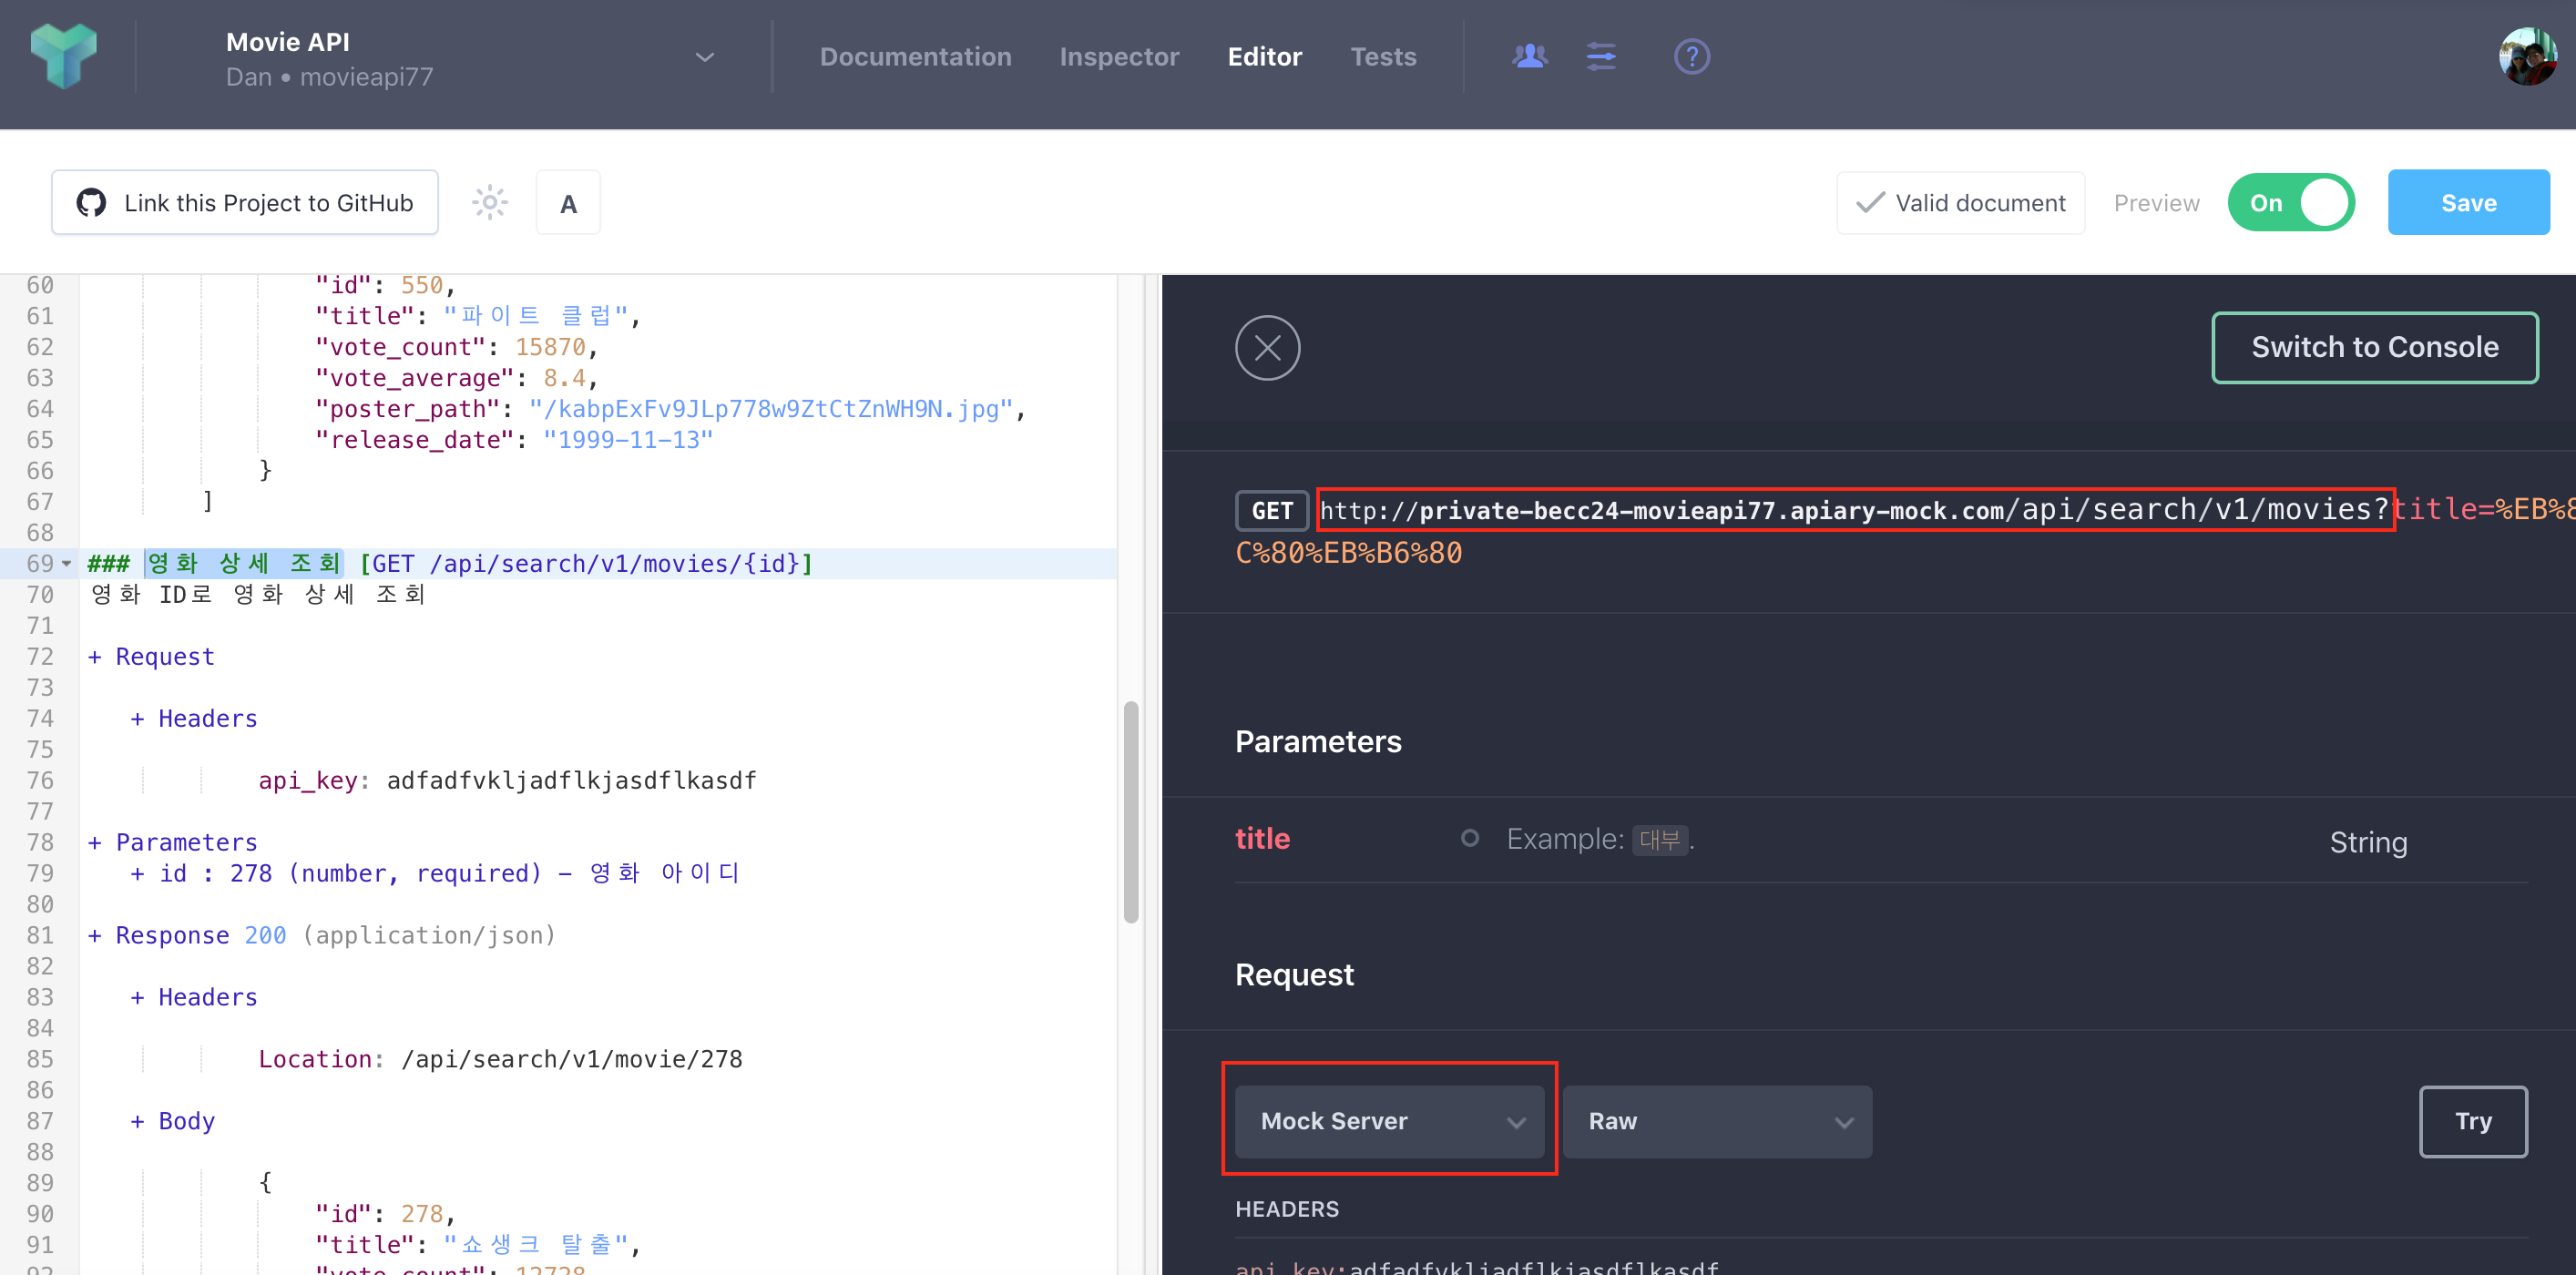 Movie API
Dan • movieapi77
Documentation
Inspector
Editor
Tests
?
Link this Project to GitHub
A
Valid document
Preview
On
Save
60 "id": 550,
61 "title": "파이트 클럽",
62 "vote_count": 15870,
63 "vote_average": 8.4,
64 "poster_path": "/kabpExFv9JLp778w9ZtCtZnWH9N.jpg",
65 "release_date": "1999-11-13"
66 }
67 ]
68
69 ### 영화 상세 조회 [GET /api/search/v1/movies/{id}]
70 영화 ID로 영화 상세 조회
71
72 + Request
73
74 + Headers
75
76 api_key: adfadfvkljadflkjasdflkasdf
77
78 + Parameters
79 + id : 278 (number, required) - 영화 아이디
80
81 + Response 200 (application/json)
82
83 + Headers
84
85 Location: /api/search/v1/movie/278
86
87 + Body
88
89 {
90 "id": 278,
91 "title": "쇼생크 탈출",
92 "vote_count": 12728
Switch to Console
GET http://private-becc24-movieapi77.apiary-mock.com/api/search/v1/movies?title=%EB%8
C%80%EB%B6%80
Parameters
title Example: 대부. String
Request
Mock Server
Raw
Try
HEADERS
api_key:adfadfvkljadflkjasdflkasdf